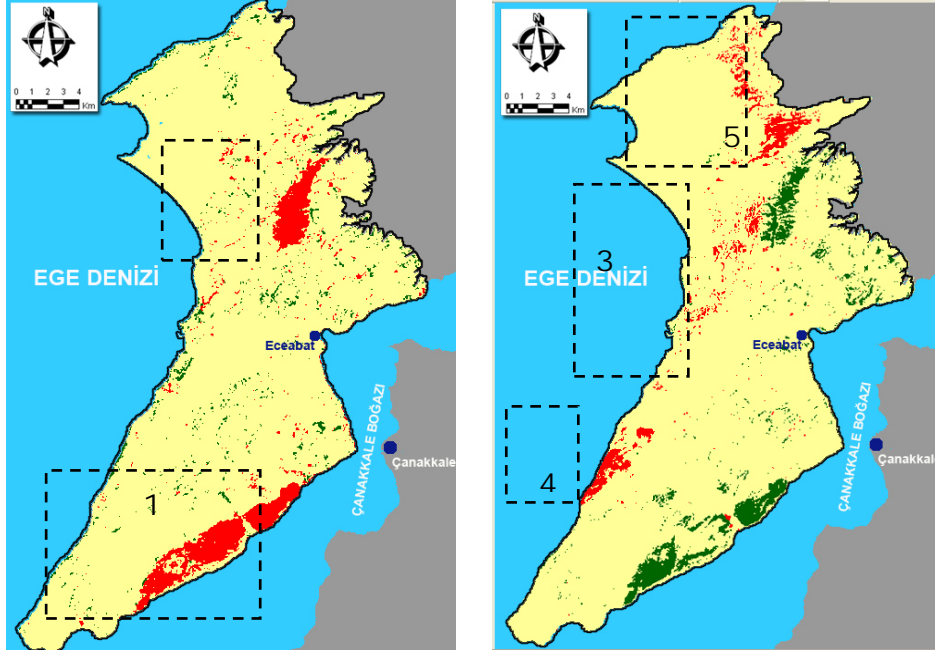 N
0 1 2 3 4
Km
EGE DENİZİ
Eceabat
ÇANAKKALE BOĞAZI
Çanakkale
1
N
0 1 2 3 4
Km
5
3
EGE DENİZİ
Eceabat
ÇANAKKALE BOĞAZI
Çanakkale
4